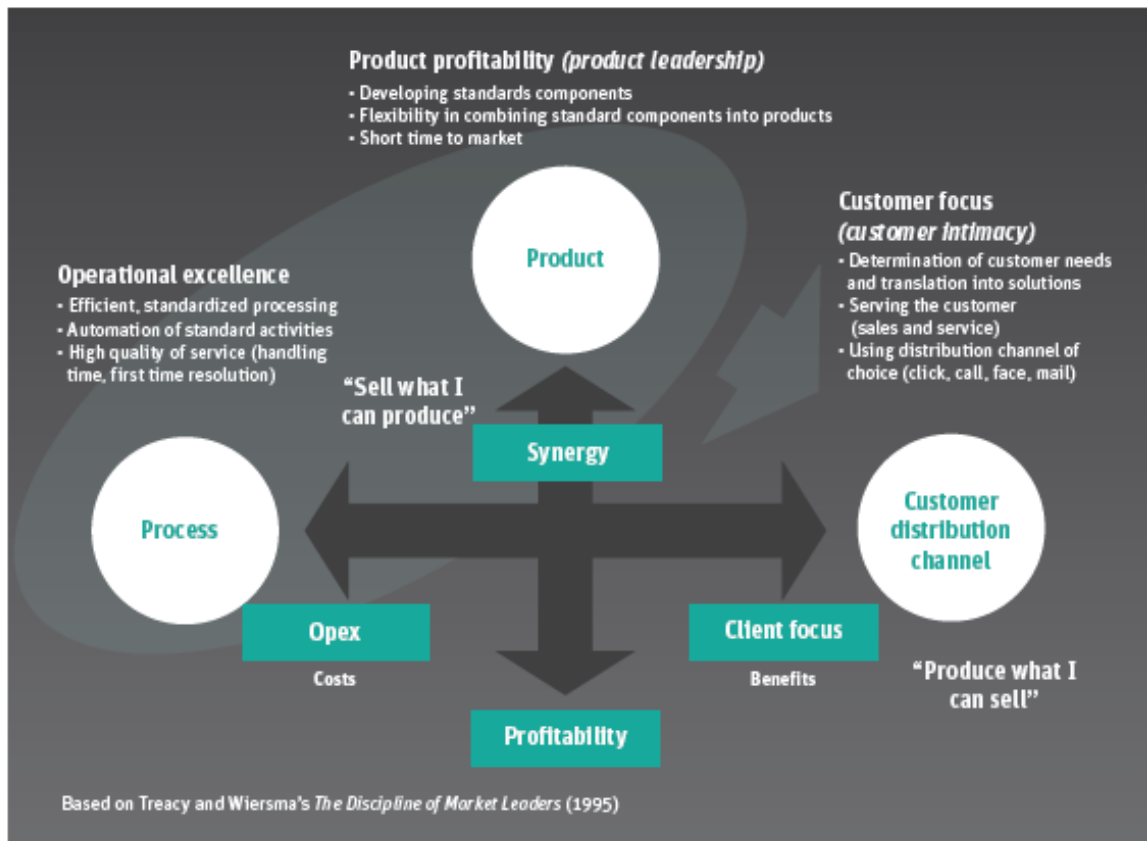 Product profitability (product leadership)
- Developing standards components
- Flexibility in combining standard components into products
- Short time to market
Customer focus
(customer intimacy)
- Determination of customer needs
and translation into solutions
- Serving the customer
(sales and service)
- Using distribution channel of
choice (click, call, face, mail)
Product
Operational excellence
- Efficient, standardized processing
- Automation of standard activities
- High quality of service (handling
time, first time resolution)
“Sell what I
can produce”
Synergy
Process
Customer
distribution
channel
Opex
Costs
Client focus
Benefits
“Produce what I
can sell”
Profitability
Based on Treacy and Wiersma's The Discipline of Market Leaders (1995)